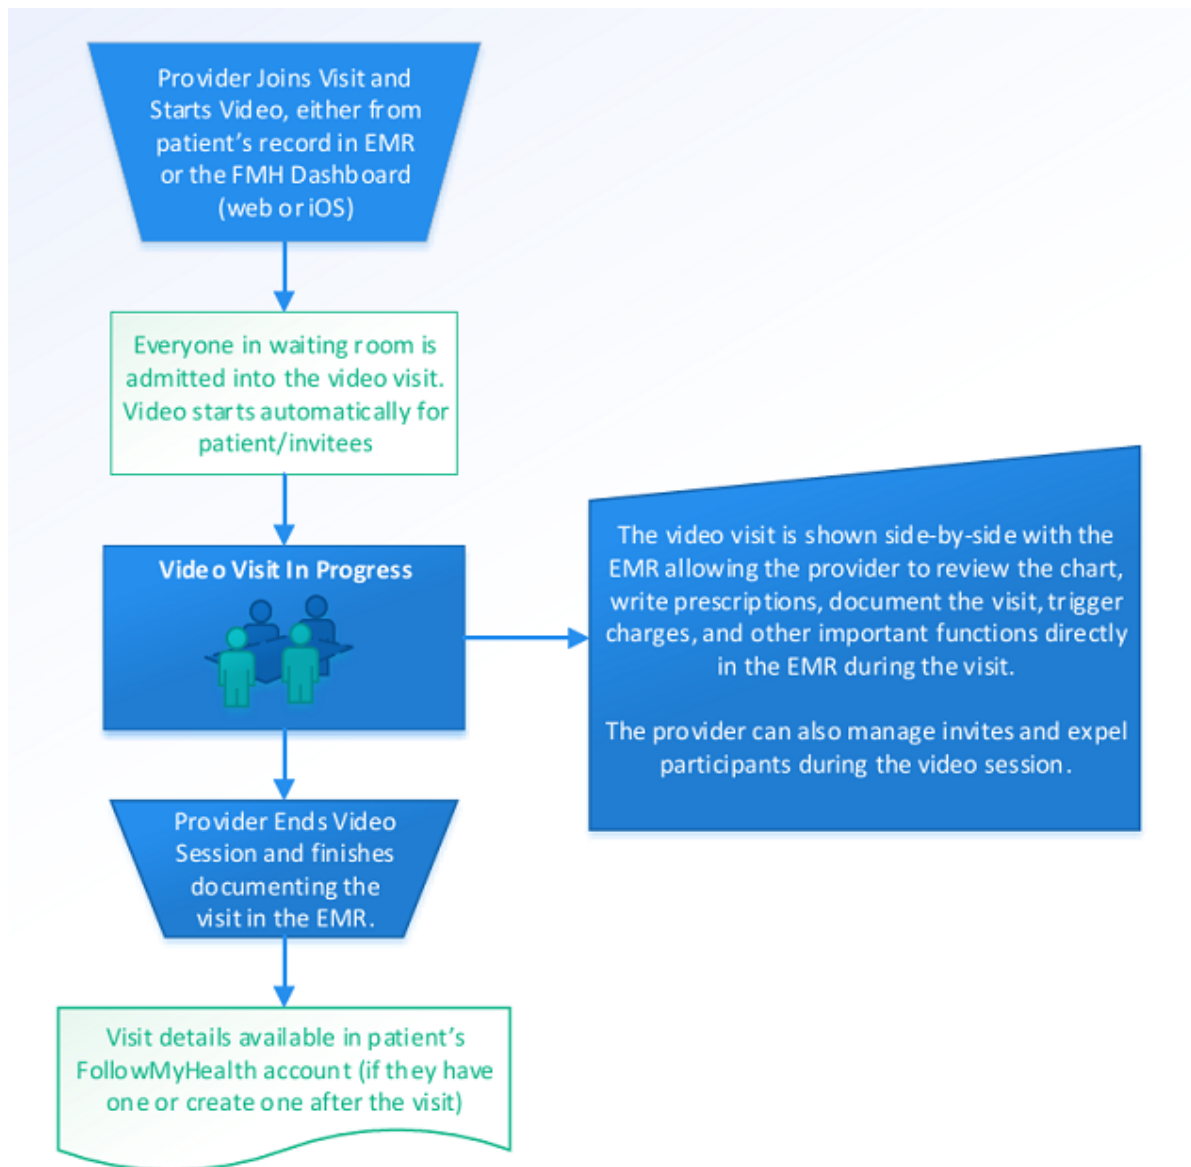 Provider Joins Visit and
Starts Video, either from
patient's record in EMR
or the FMH Dashboard
(web or iOS)
Everyone in waiting room is
admitted into the video visit.
Video starts automatically for
patient/invitees
Video Visit In Progress
The video visit is shown side-by-side with the
EMR allowing the provider to review the chart,
write prescriptions, document the visit, trigger
charges, and other important functions directly
in the EMR during the visit.
The provider can also manage invites and expel
participants during the video session.
Provider Ends Video
Session and finishes
documenting the
visit in the EMR.
Visit details available in patient's
FollowMyHealth account (if they have
one or create one after the visit)